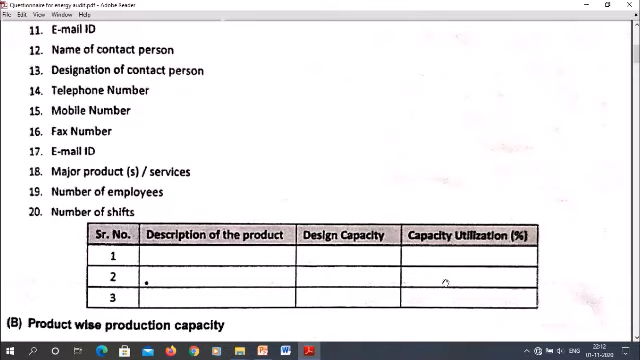 Questionnaire for energy audit.pdf - Adobe Reader
File Edit View Window Help
11. E-mail ID
12. Name of contact person
13. Designation of contact person
14. Telephone Number
15. Mobile Number
16. Fax Number
17. E-mail ID
18. Major product (s) / services
19. Number of employees
20. Number of shifts
Sr. No. Description of the product Design Capacity Capacity Utilization (%)
1
2
3
(B) Product wise production capacity
ENG 22:12
01-11-2020